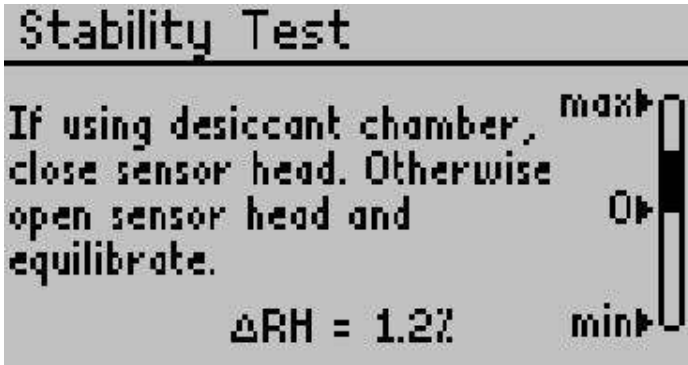 Stability Test
If using desiccant chamber,
close sensor head. Otherwise
open sensor head and
equilibrate.
ΔRH = 1.2%
max
0
min